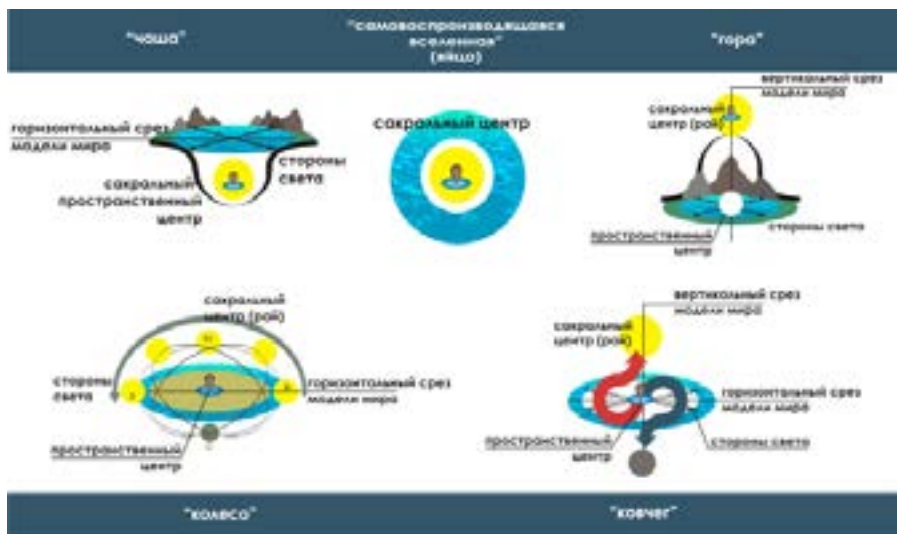 "чаша"
"самовоспроизводящаяся
вселенная"
(яйцо)
"гора"
горизонтальный срез
модели мира
стороны
света
сакральный
пространственный
центр
сакральный центр
вертикальный срез
модели мира
сакральный
центр (рай)
пространственный
центр
стороны света
сакральный
центр (рай)
стороны
света
горизонтальный срез
модели мира
пространственный
центр
вертикальный срез
модели мира
сакральный
центр (рай)
горизонтальный срез
модели мира
пространственный
центр
стороны света
"колесо"
"ковчег"